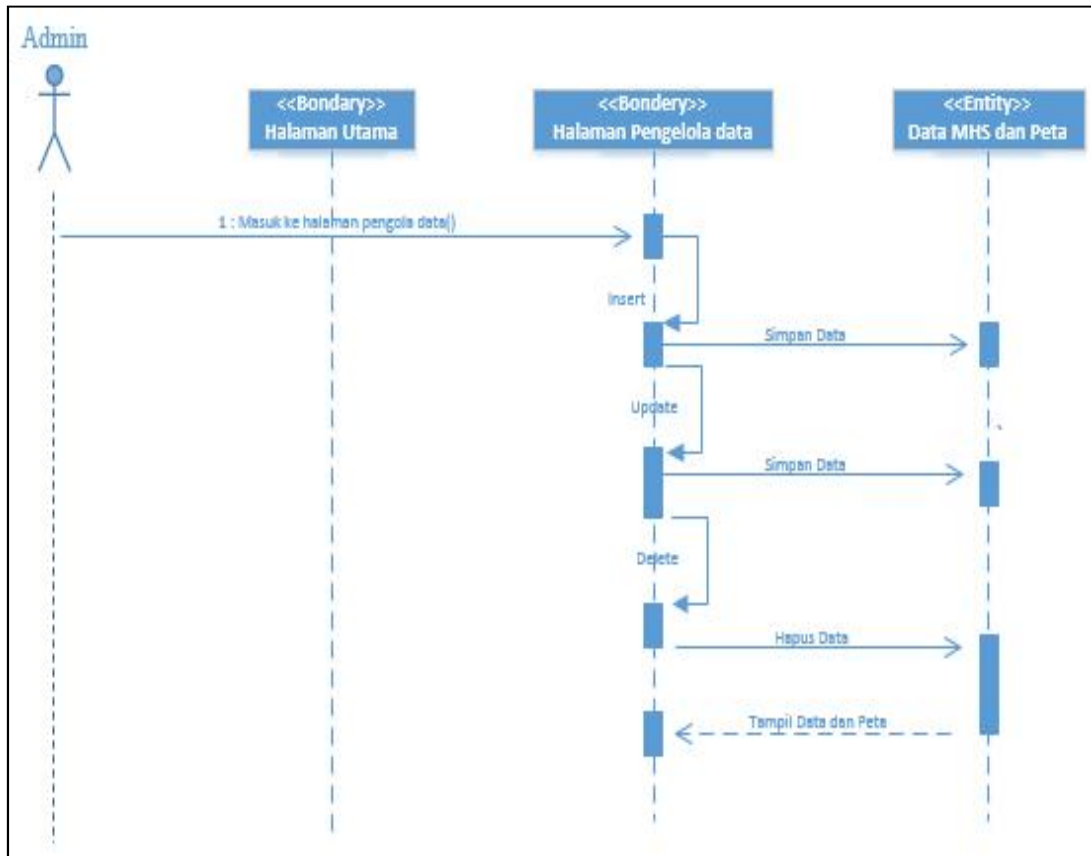 Admin
<<Bondary>>
Halaman Utama
<<Bondery>>
Halaman Pengelola data
<<Entity>>
Data MHS dan Peta
1 : Masuk ke halaman pengola data()
Insert
Simpan Data
Update
Simpan Data
Delete
Hapus Data
Tampil Data dan Peta